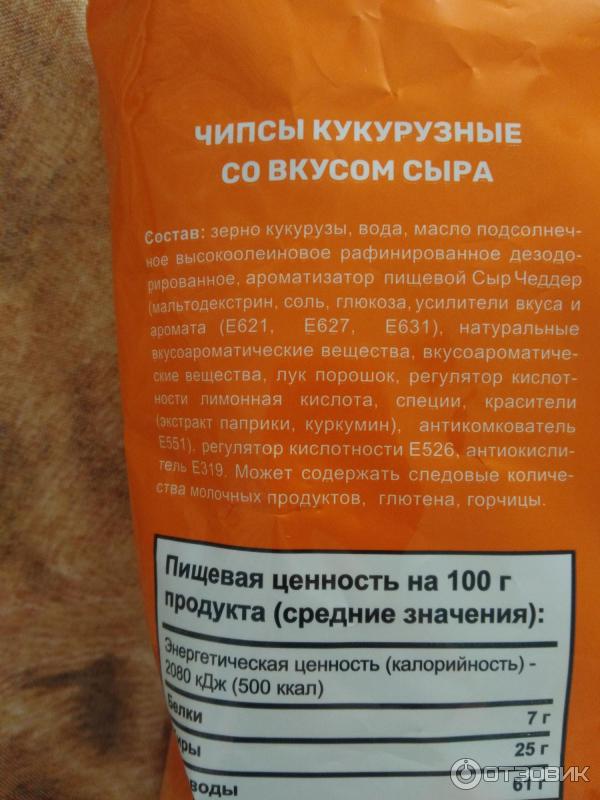 ЧИПСЫ КУКУРУЗНЫЕ
СО ВКУСОМ СЫРА
Состав: зерно кукурузы, вода, масло подсолнеч-
ное высокоолеиновое рафинированное дезодо-
рированное, ароматизатор пищевой Сыр Чеддер
(мальтодекстрин, соль, глюкоза, усилители вкуса и
аромата (Е621, Е627, Е631), натуральные
вкусоароматические вещества, вкусоароматиче-
ские вещества, лук порошок, регулятор кислот-
ности лимонная кислота, специи, красители
(экстракт паприки, куркумин), антикомкователь
Е551), регулятор кислотности Е526, антиокисли-
тель Е319. Может содержать следовые количе-
ства молочных продуктов, глютена, горчицы.
Пищевая ценность на 100 г
продукта (средние значения):
Энергетическая ценность (калорийность) -
2080 кДж (500 ккал)
Белки 7 г
иры 25 г
воды 61 г
ОТЗОВИК